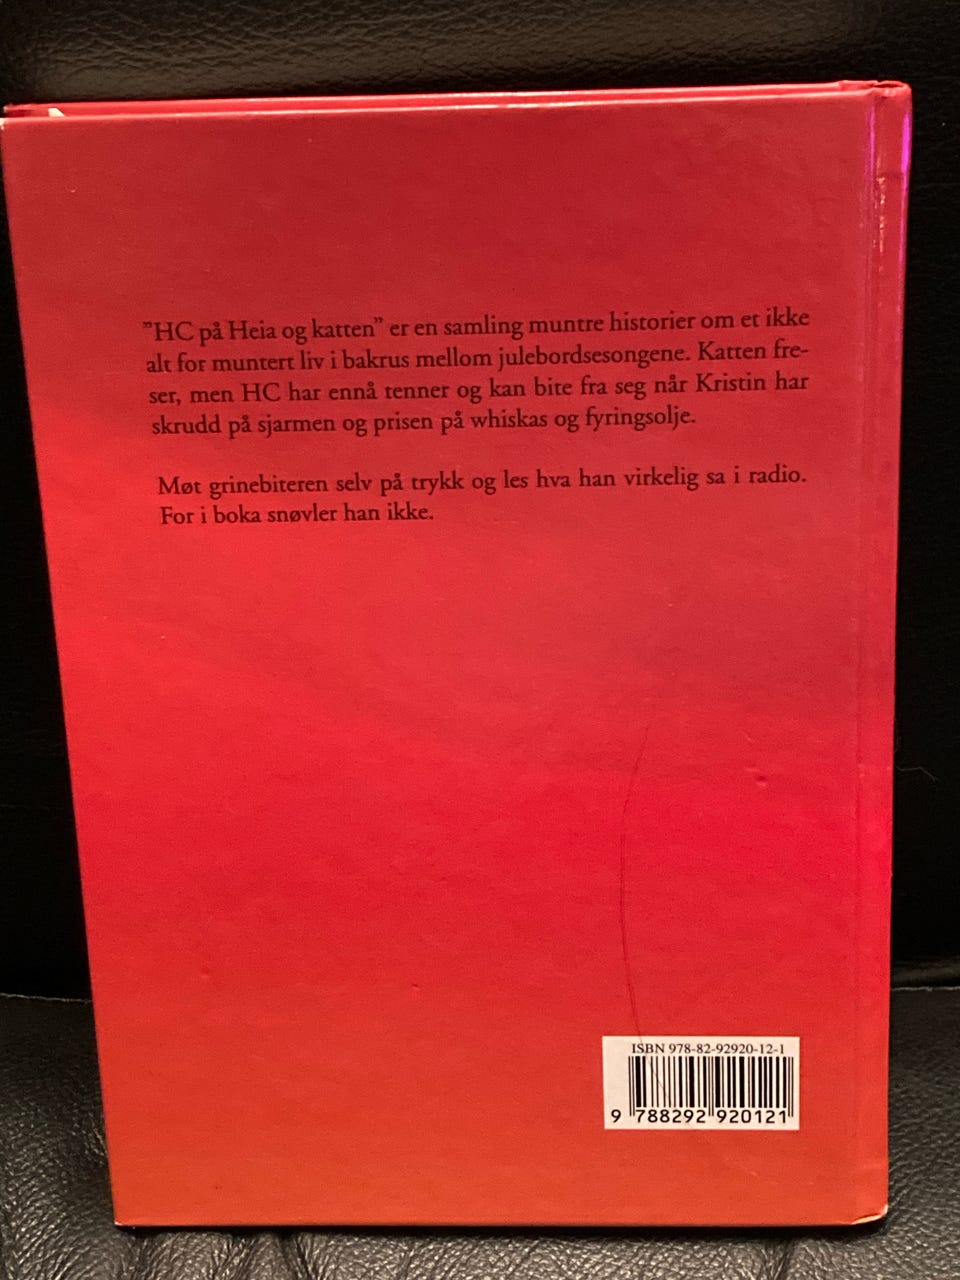 ”HC på Heia og katten” er en samling muntre historier om et ikke
alt for muntert liv i bakrus mellom julebordsesongene. Katten fre-
ser, men HC har ennå tenner og kan bite fra seg når Kristin har
skrudd på sjarmen og prisen på whiskas og fyringsolje.
Møt grinebiteren selv på trykk og les hva han virkelig sa i radio.
For i boka snøvler han ikke.
ISBN 978-82-92920-12-1
9 788292 920121